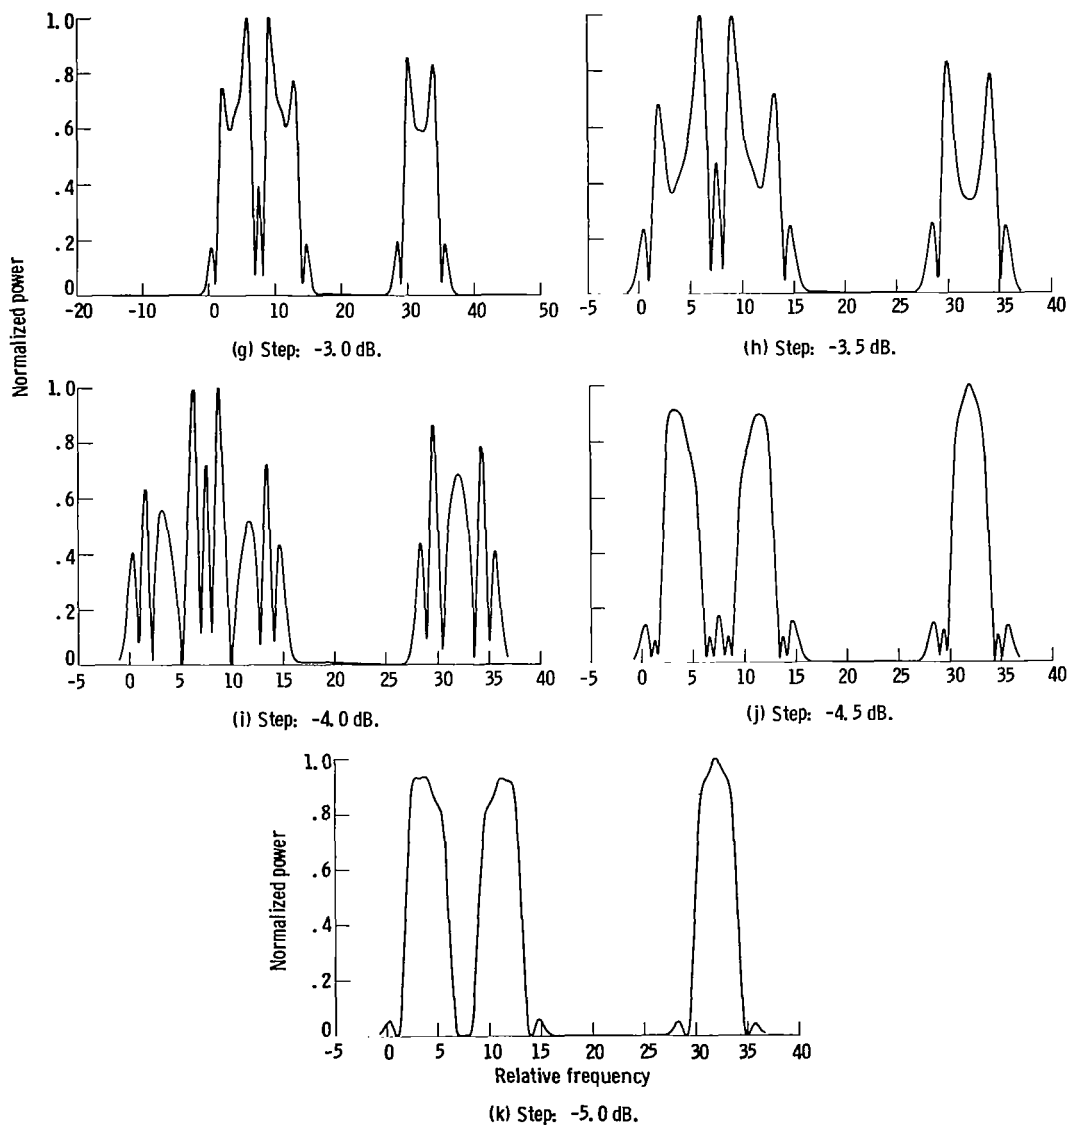 1.0
.8
.6
.4
.2
0
-20 -10 0 10 20 30 40 50
(g) Step: -3.0 dB.
-5 0 5 10 15 20 25 30 35 40
(h) Step: -3.5 dB.
Normalized power
1.0
.8
.6
.4
.2
0
-5 0 5 10 15 20 25 30 35 40
(i) Step: -4.0 dB.
-5 0 5 10 15 20 25 30 35 40
(j) Step: -4.5 dB.
1.0
.8
.6
.4
.2
0
Normalized power
-5 0 5 10 15 20 25 30 35 40
Relative frequency
(k) Step: -5.0 dB.